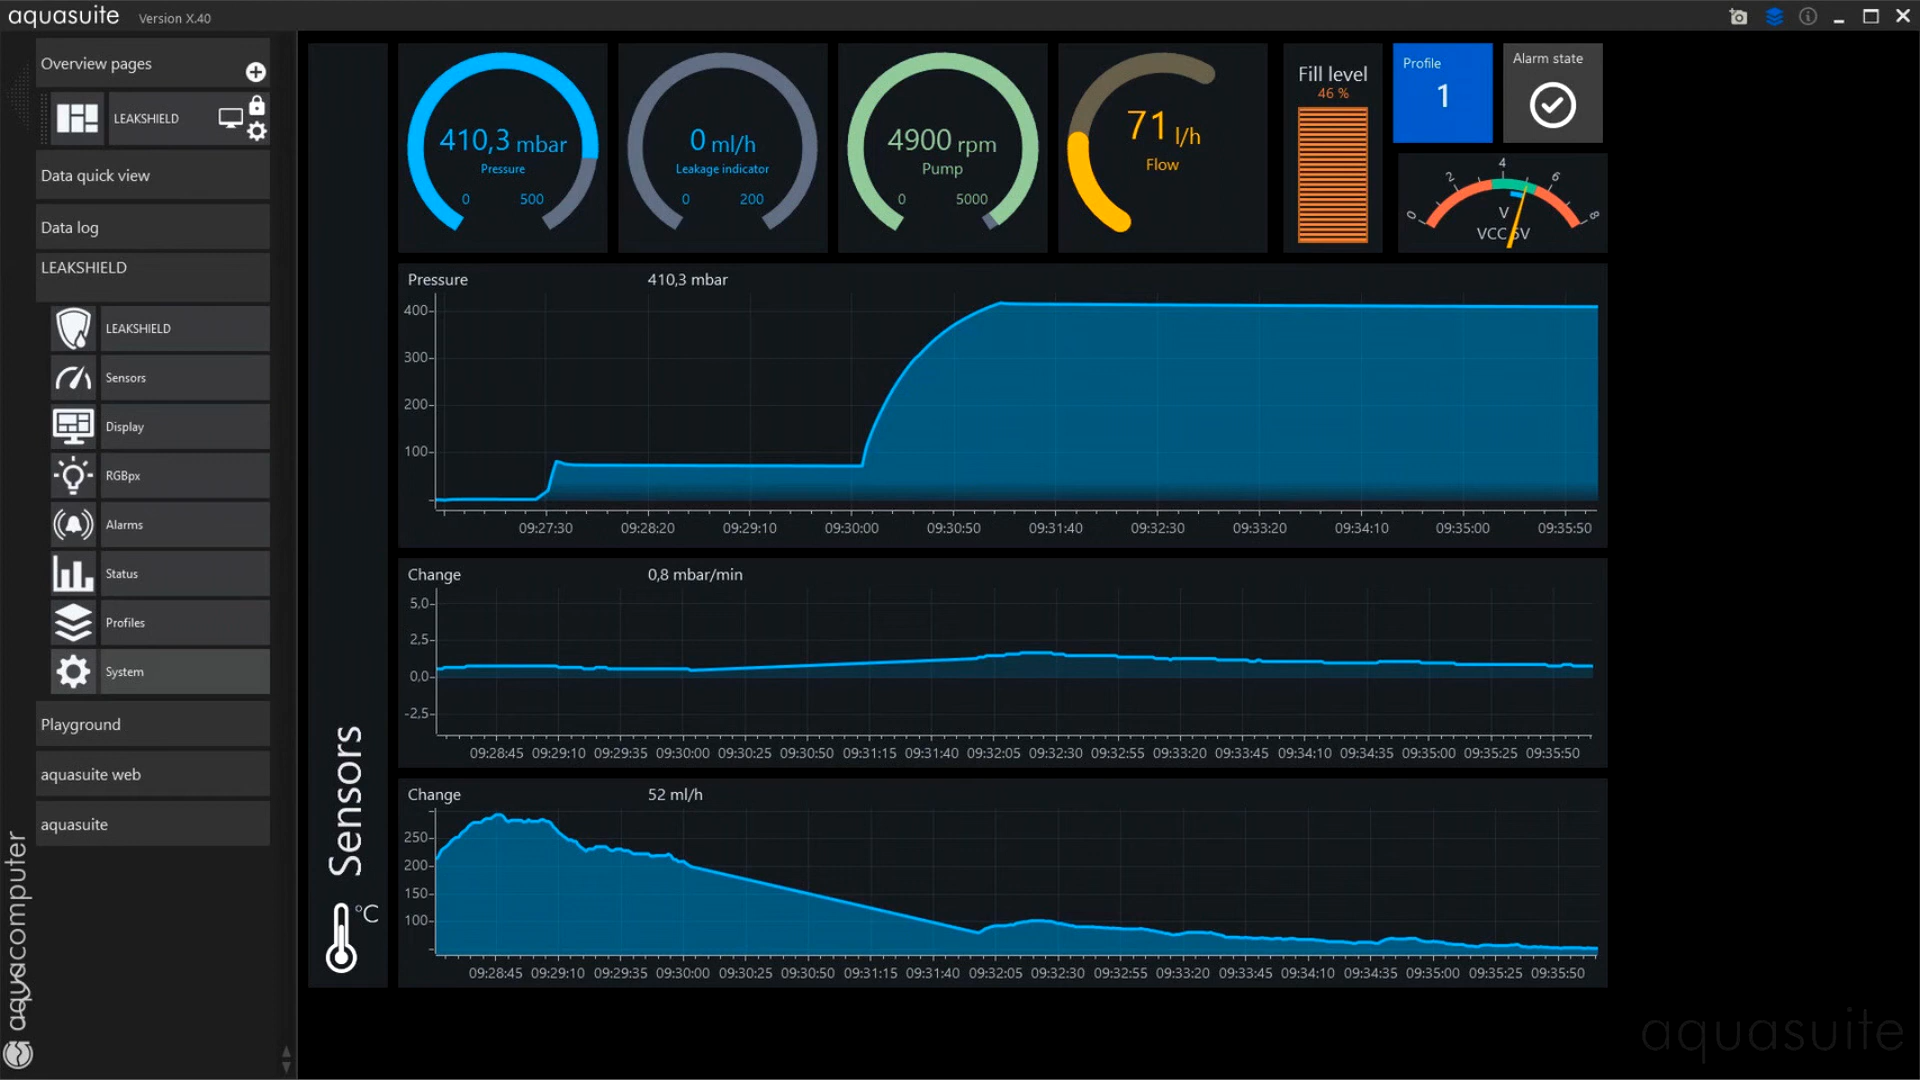 aquasuite Version X.40
Overview pages
LEAKSHIELD
Data quick view
Data log
LEAKSHIELD
LEAKSHIELD
Sensors
Display
RGBpx
Alarms
Status
Profiles
System
Playground
aquasuite web
aquasuite
aquacomputer
Sensors
°C
410,3 mbar
Pressure
0 500
0 ml/h
Leakage indicator
0 200
4900 rpm
Pump
0 5000
71 l/h
Flow
Fill level
46 %
Profile
1
Alarm state
0 2 4 6 8
V
VCC 5V
Pressure 410,3 mbar
400
300
200
100
09:27:30 09:28:20 09:29:10 09:30:00 09:30:50 09:31:40 09:32:30 09:33:20 09:34:10 09:35:00 09:35:50
Change 0,8 mbar/min
5,0
2,5
0,0
-2,5
09:28:45 09:29:10 09:29:35 09:30:00 09:30:25 09:30:50 09:31:15 09:31:40 09:32:05 09:32:30 09:32:55 09:33:20 09:33:45 09:34:10 09:34:35 09:35:00 09:35:25 09:35:50
Change 52 ml/h
250
200
150
100
09:28:45 09:29:10 09:29:35 09:30:00 09:30:25 09:30:50 09:31:15 09:31:40 09:32:05 09:32:30 09:32:55 09:33:20 09:33:45 09:34:10 09:34:35 09:35:00 09:35:25 09:35:50
aquasuite